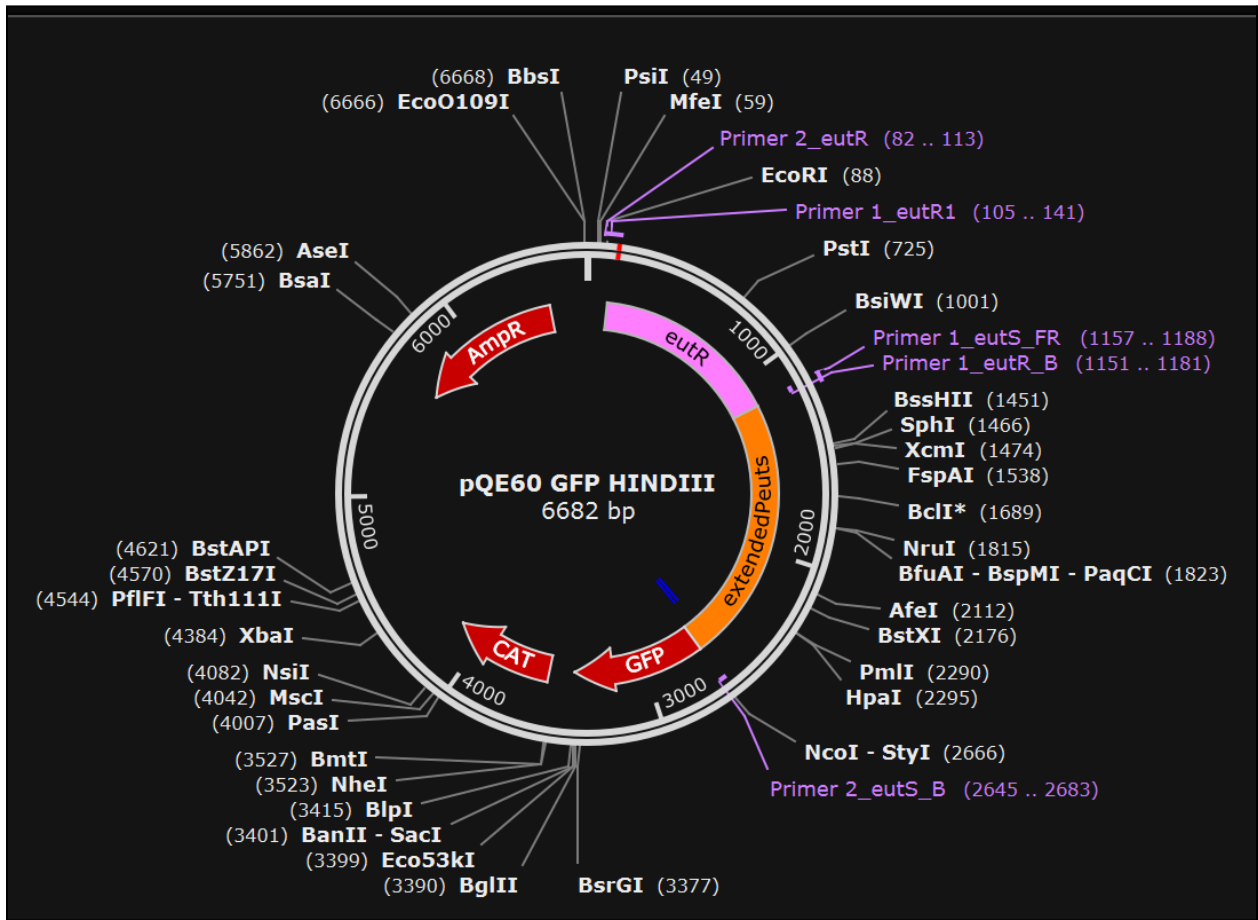 (6668) BbsI
PsiI (49)
(6666) EcoO109I
MfeI (59)
Primer 2_eutR (82 .. 113)
EcoRI (88)
Primer 1_eutR1 (105 .. 141)
(5862) AseI
PstI (725)
(5751) BsaI
BsiWI (1001)
6000
AmpR
eutR
1000
Primer 1_eutS_FR (1157 .. 1188)
Primer 1_eutR_B (1151 .. 1181)
BssHII (1451)
SphI (1466)
XcmI (1474)
FspAI (1538)
pQE60 GFP HINDIII
6682 bp
extendedPeuts
BclI* (1689)
5000
2000
NruI (1815)
(4621) BstAPI
BfuAI - BspMI - PaqCI (1823)
(4570) BstZ17I
(4544) PflFI - Tth111I
AfeI (2112)
(4384) XbaI
BstXI (2176)
CAT
GFP
(4082) NsiI
PmlI (2290)
(4042) MscI
4000
3000
HpaI (2295)
(4007) PasI
(3527) BmtI
NcoI - StyI (2666)
(3523) NheI
Primer 2_eutS_B (2645 .. 2683)
(3415) BlpI
(3401) BanII - SacI
(3399) Eco53kI
(3390) BglII
BsrGI (3377)